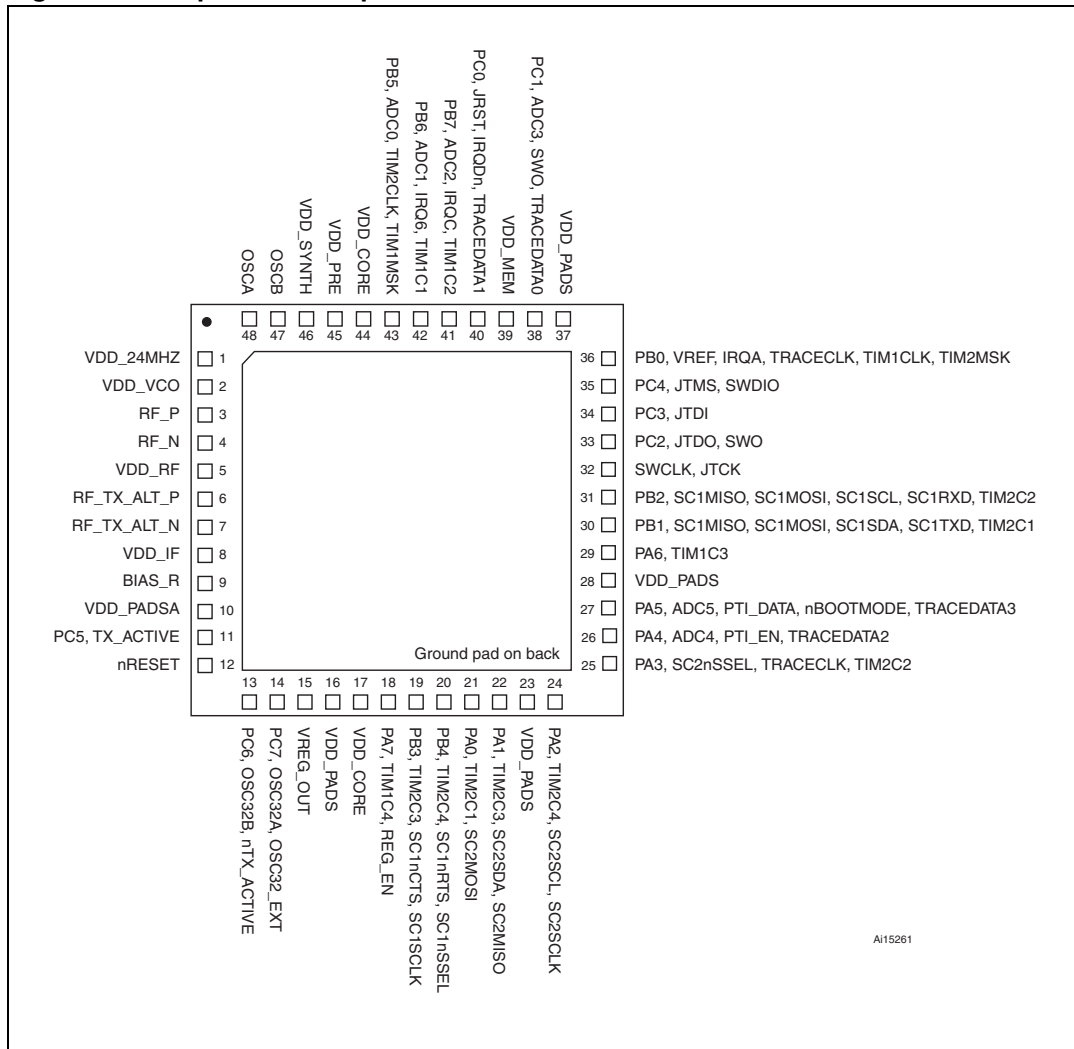 OSCA
48
OSCB
47
VDD_SYNTH
46
VDD_PRE
45
VDD_CORE
44
PB5, ADC0, TIM2CLK, TIM1MSK
43
PB6, ADC1, IRQ6, TIM1C1
42
PB7, ADC2, IRQC, TIM1C2
41
PC0, JRST, IRQDn, TRACEDATA1
40
VDD_MEM
39
PC1, ADC3, SWO, TRACEDATA0
38
VDD_PADS
37
VDD_24MHZ 1
VDD_VCO 2
RF_P 3
RF_N 4
VDD_RF 5
RF_TX_ALT_P 6
RF_TX_ALT_N 7
VDD_IF 8
BIAS_R 9
VDD_PADSA 10
PC5, TX_ACTIVE 11
nRESET 12
36 PB0, VREF, IRQA, TRACECLK, TIM1CLK, TIM2MSK
35 PC4, JTMS, SWDIO
34 PC3, JTDI
33 PC2, JTDO, SWO
32 SWCLK, JTCK
31 PB2, SC1MISO, SC1MOSI, SC1SCL, SC1RXD, TIM2C2
30 PB1, SC1MISO, SC1MOSI, SC1SDA, SC1TXD, TIM2C1
29 PA6, TIM1C3
28 VDD_PADS
27 PA5, ADC5, PTI_DATA, nBOOTMODE, TRACEDATA3
26 PA4, ADC4, PTI_EN, TRACEDATA2
25 PA3, SC2nSSEL, TRACECLK, TIM2C2
Ground pad on back
13
PC6, OSC32B, nTX_ACTIVE
14
PC7, OSC32A, OSC32_EXT
15
VREG_OUT
16
VDD_PADS
17
VDD_CORE
18
PA7, TIM1C4, REG_EN
19
PB3, TIM2C3, SC1nCTS, SC1SCLK
20
PB4, TIM2C4, SC1nRTS, SC1nSSEL
21
PA0, TIM2C1, SC2MOSI
22
PA1, TIM2C3, SC2SDA, SC2MISO
23
VDD_PADS
24
PA2, TIM2C4, SC2SCL, SC2SCLK
Ai15261